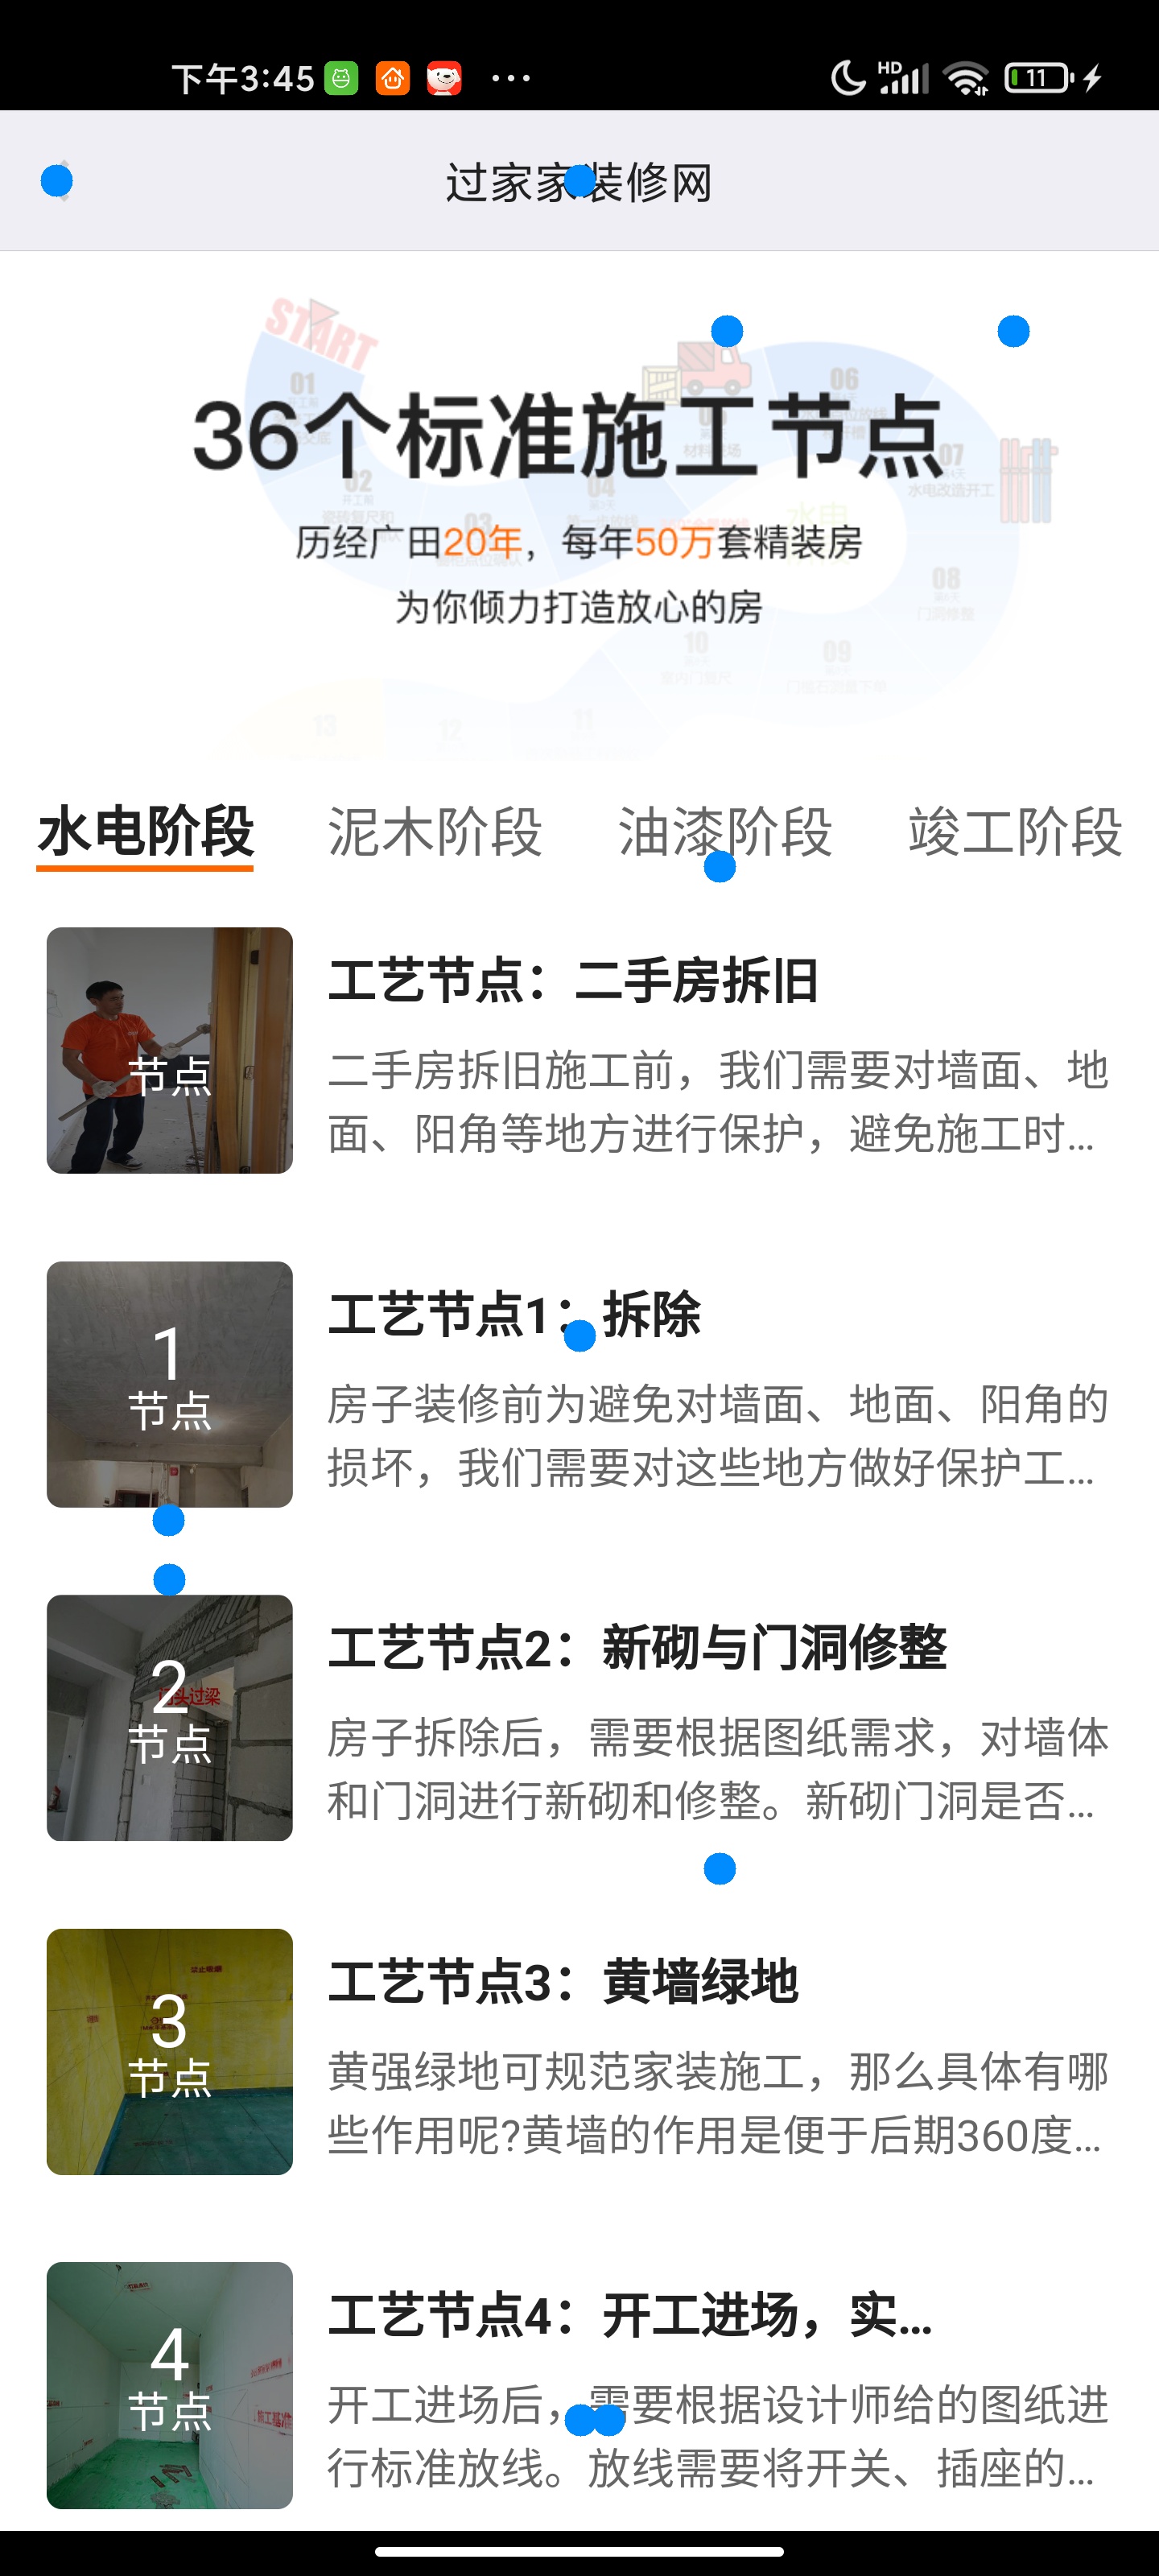 下午3:45
HD
11
过家家装修网
START
01
06
36个标准施工节点
07
水电改造开工
02
04
03
历经广田20年，每年50万套精装房
08
门洞修整
为你倾力打造放心的房
10
09
13
12
11
水电阶段
泥木阶段
油漆阶段
竣工阶段
节点
工艺节点：二手房拆旧
二手房拆旧施工前，我们需要对墙面、地
面、阳角等地方进行保护，避免施工时...
1
节点
工艺节点1：拆除
房子装修前为避免对墙面、地面、阳角的
损坏，我们需要对这些地方做好保护工...
2
节点
工艺节点2：新砌与门洞修整
房子拆除后，需要根据图纸需求，对墙体
和门洞进行新砌和修整。新砌门洞是否...
3
节点
工艺节点3：黄墙绿地
黄强绿地可规范家装施工，那么具体有哪
些作用呢?黄墙的作用是便于后期360度...
4
节点
工艺节点4：开工进场，实...
开工进场后，需要根据设计师给的图纸进
行标准放线。放线需要将开关、插座的...